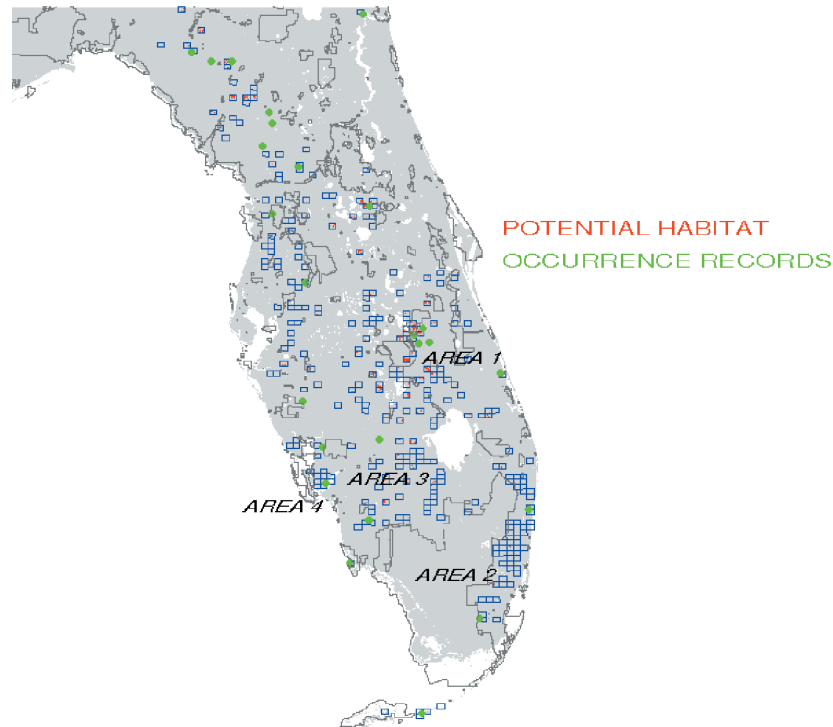 POTENTIAL HABITAT
OCCURRENCE RECORDS
AREA 1
AREA 3
AREA 4
AREA 2